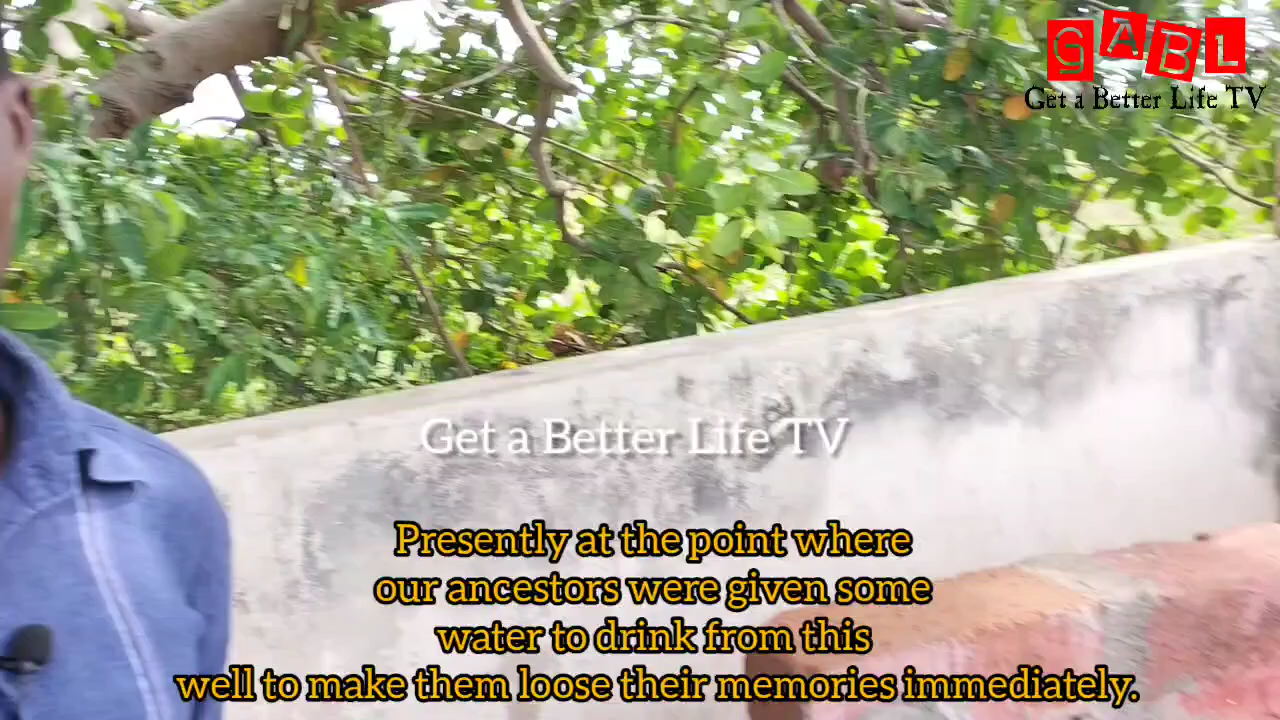 GABL
Get a Better Life TV
Get a Better Life TV
Presently at the point where
our ancestors were given some
water to drink from this
well to make them loose their memories immediately.